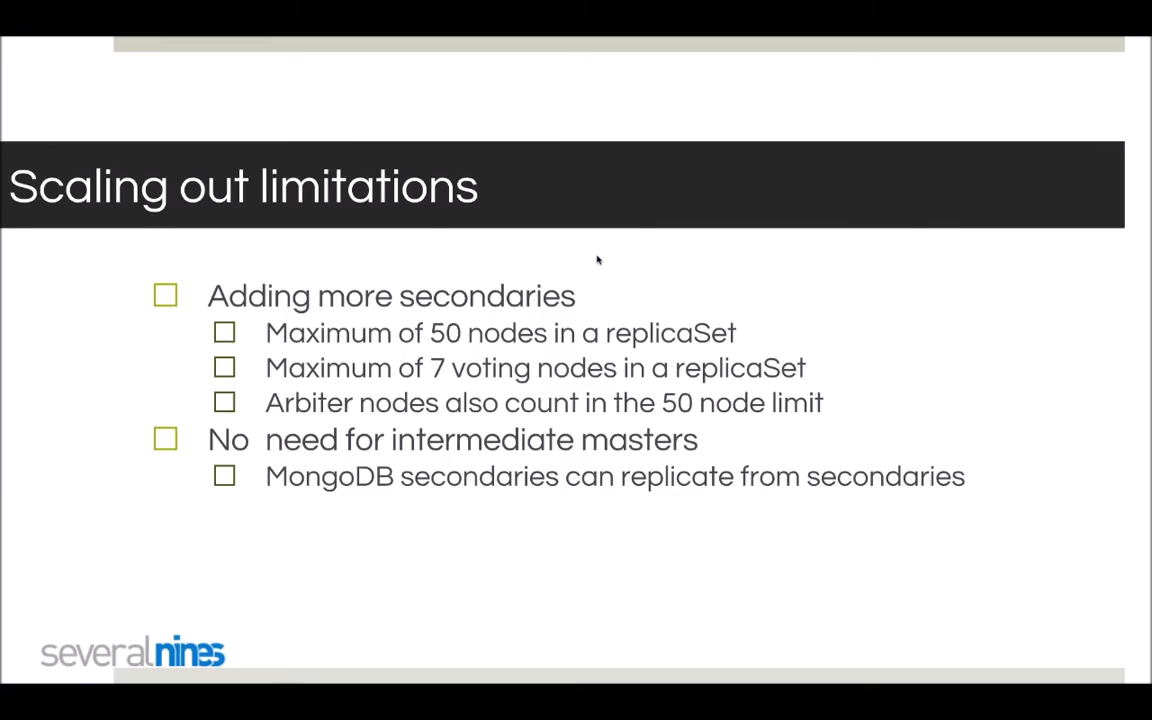 Scaling out limitations
Adding more secondaries
Maximum of 50 nodes in a replicaSet
Maximum of 7 voting nodes in a replicaSet
Arbiter nodes also count in the 50 node limit
No need for intermediate masters
MongoDB secondaries can replicate from secondaries
severalnines